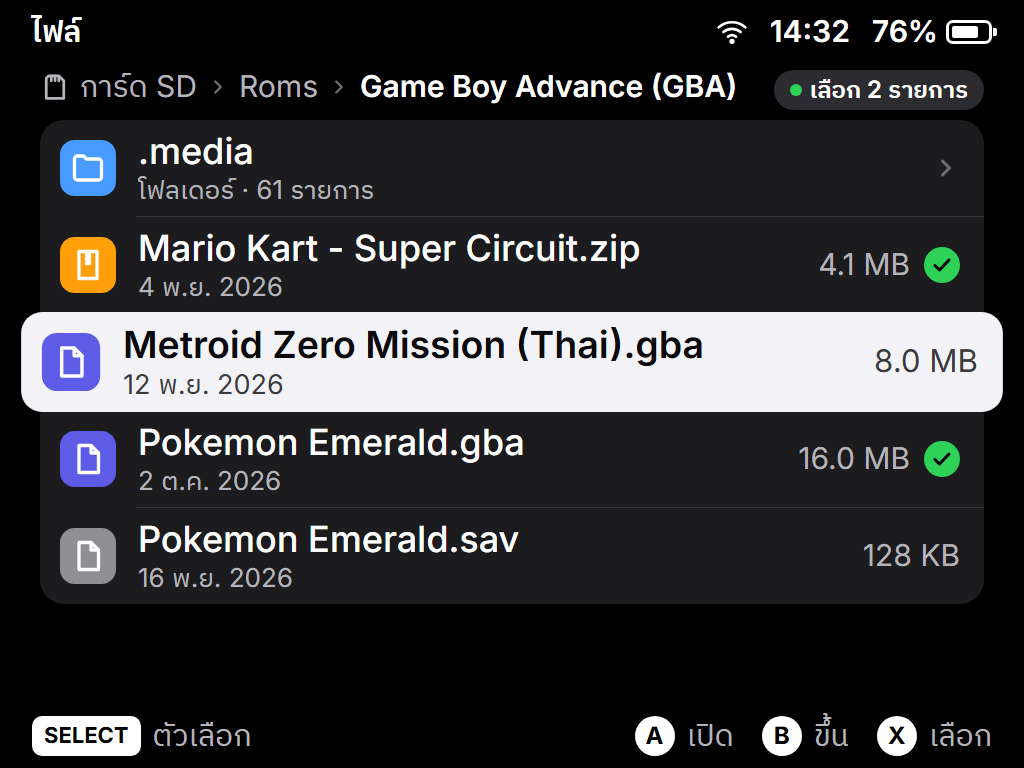 ไฟล์
14:32 76%
การ์ด SD › Roms › Game Boy Advance (GBA)
เลือก 2 รายการ
.media
โฟลเดอร์ · 61 รายการ
Mario Kart - Super Circuit.zip
4 พ.ย. 2026
4.1 MB
Metroid Zero Mission (Thai).gba
12 พ.ย. 2026
8.0 MB
Pokemon Emerald.gba
2 ต.ค. 2026
16.0 MB
Pokemon Emerald.sav
16 พ.ย. 2026
128 KB
SELECT ตัวเลือก
A เปิด B ขึ้น X เลือก